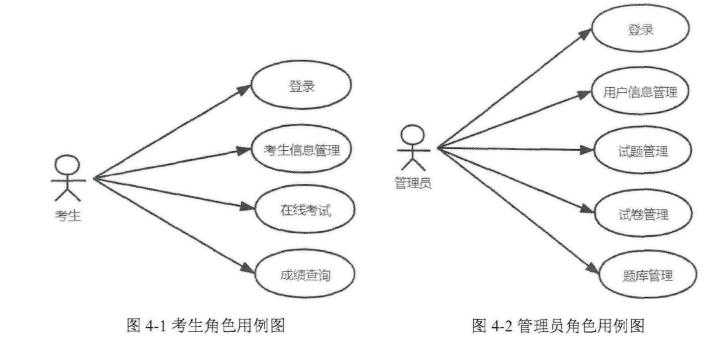 登录
考生信息管理
在线考试
成绩查询
考生
图 4-1 考生角色用例图
登录
用户信息管理
试题管理
试卷管理
题库管理
管理员
图 4-2 管理员角色用例图